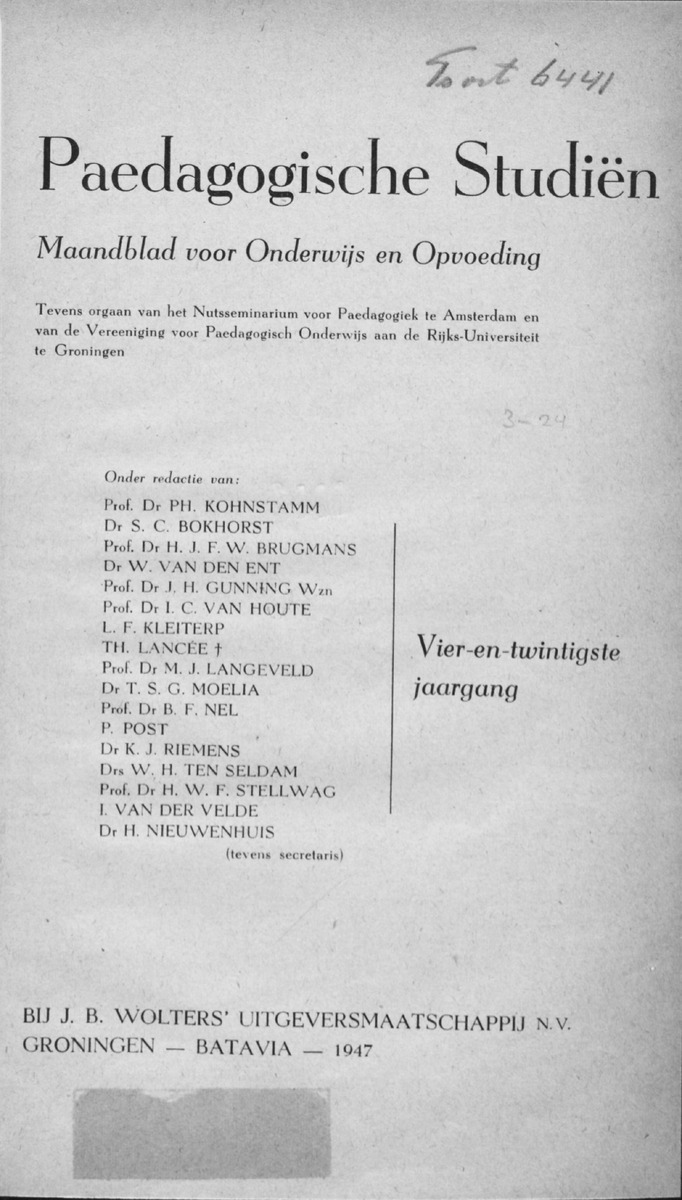 6441
Paedagogische Studiën
Maandblad voor Onderwijs en Opvoeding
Tevens orgaan van het Nutsseminarium voor Paedagogiek te Amsterdam en
van de Vereeniging voor Paedagogisch Onderwijs aan de Rijks-Universiteit
te Groningen
3-24
Onder redactie van:
Prof. Dr PH. KOHNSTAMM
Dr S. C. BOKHORST
Prof. Dr H. J. F. W. BRUGMANS
Dr W. VAN DEN ENT
Prof. Dr J. H. GUNNING Wzn
Prof. Dr I. C. VAN HOUTE
L. F. KLEITERP
TH. LANCÉE †
Prof. Dr M. J. LANGEVELD
Dr T. S. G. MOELIA
Prof. Dr B. F. NEL
P. POST
Dr K. J. RIEMENS
Drs W. H. TEN SELDAM
Prof. Dr H. W. F. STELLWAG
I. VAN DER VELDE
Dr H. NIEUWENHUIS
(tevens secretaris)
Vier-en-twintigste
jaargang
BIJ J. B. WOLTERS' UITGEVERSMAATSCHAPPIJ N.V.
GRONINGEN — BATAVIA — 1947